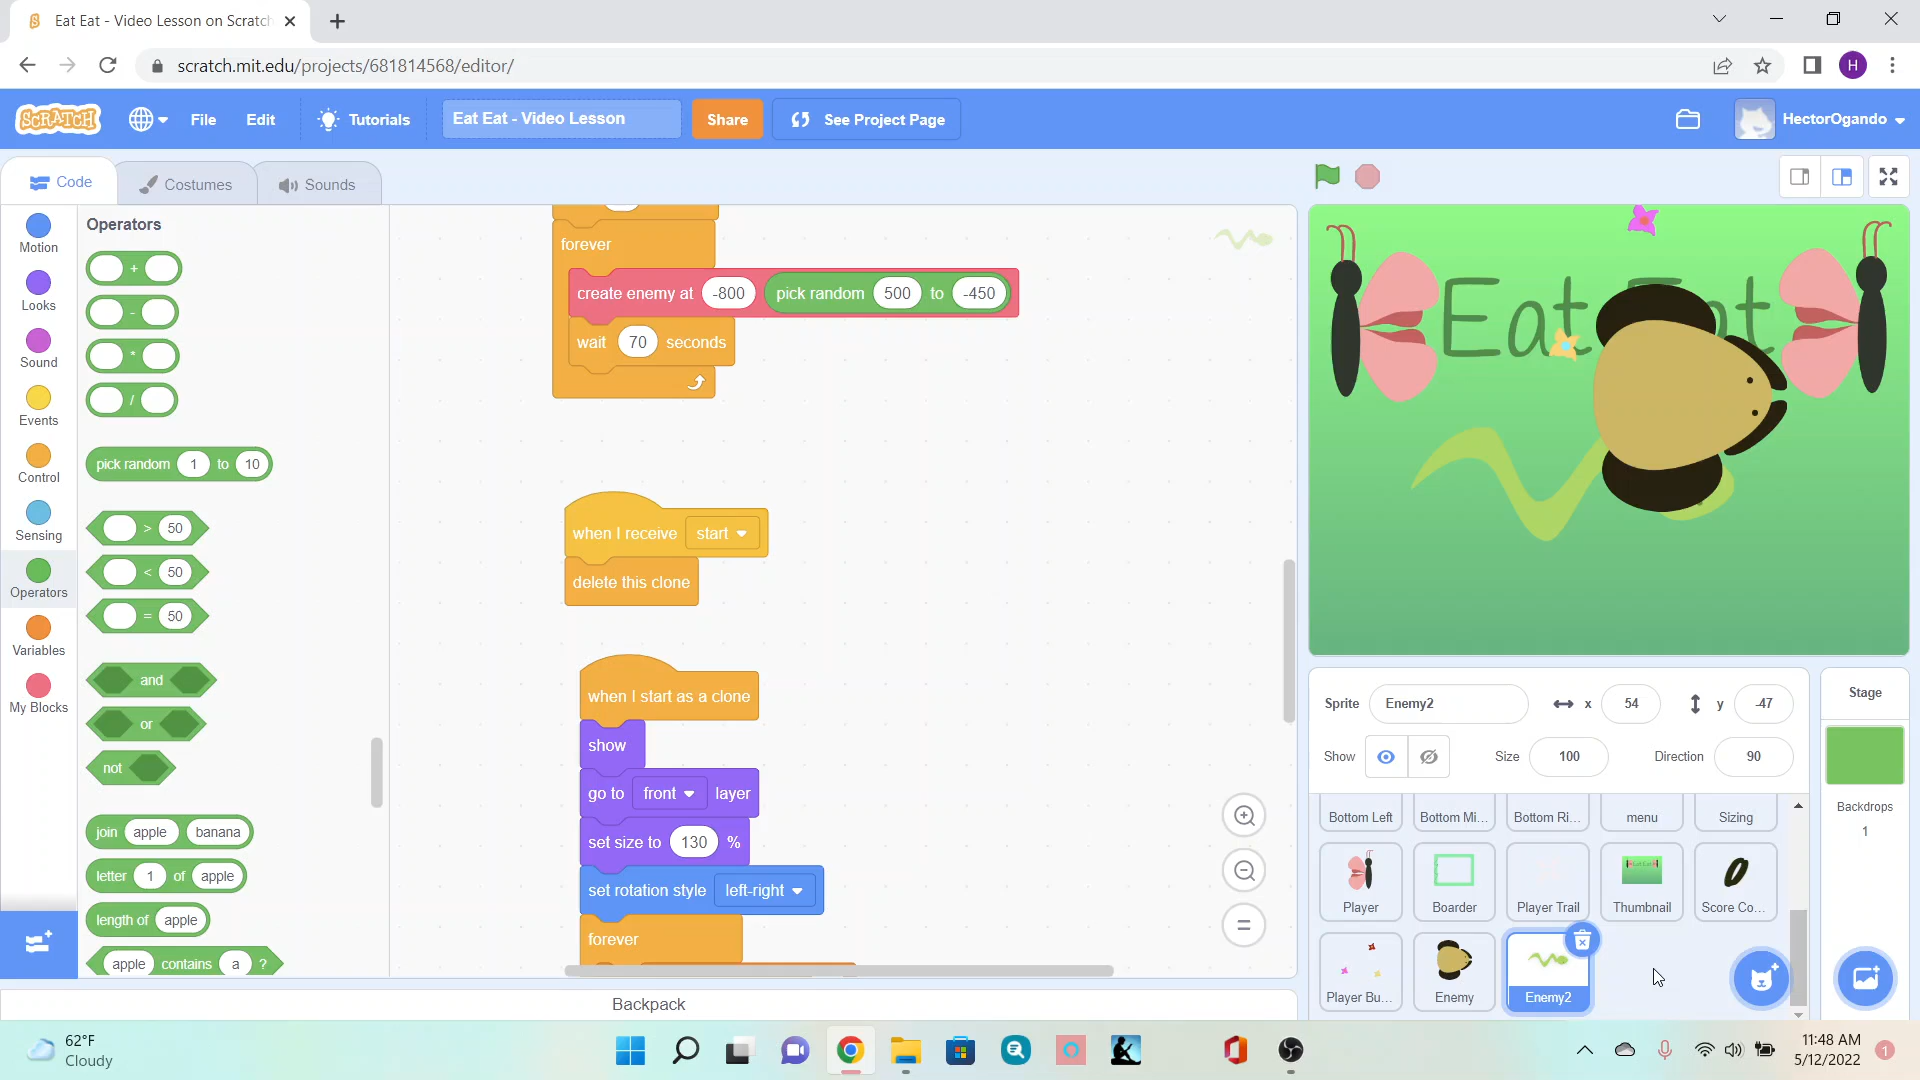 Eat Eat - Video Lesson on Scratch
scratch.mit.edu/projects/681814568/editor/
H
SCRATCH
File
Edit
Tutorials
Eat Eat - Video Lesson
Share
See Project Page
HectorOgando
Code
Costumes
Sounds
Motion
Looks
Sound
Events
Control
Sensing
Operators
Variables
My Blocks
Operators
+
-
*
/
pick random 1 to 10
> 50
< 50
= 50
and
or
not
join apple banana
letter 1 of apple
length of apple
apple contains a ?
forever
create enemy at -800 pick random 500 to -450
wait 70 seconds
when I receive start
delete this clone
when I start as a clone
show
go to front layer
set size to 130 %
set rotation style left-right
forever
Backpack
Eat Eat
Sprite Enemy2 x 54 y -47
Show Size 100 Direction 90
Bottom Left
Bottom Mi...
Bottom Ri...
menu
Sizing
Player
Boarder
Player Trail
Thumbnail
Score Co...
Player Bu...
Enemy
Enemy2
Stage
Backdrops
1
62°F
Cloudy
11:48 AM
5/12/2022
1